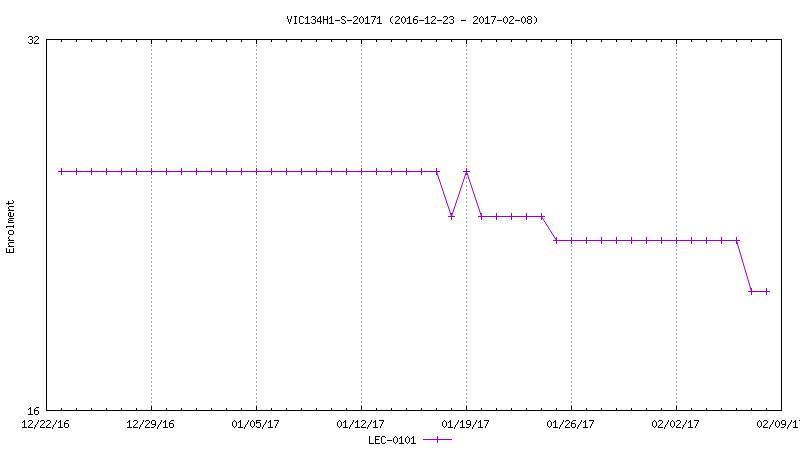 VIC134H1-S-20171 (2016-12-23 - 2017-02-08)
32
Enrolment
16
12/22/16 12/29/16 01/05/17 01/12/17 01/19/17 01/26/17 02/02/17 02/09/1
LEC-0101